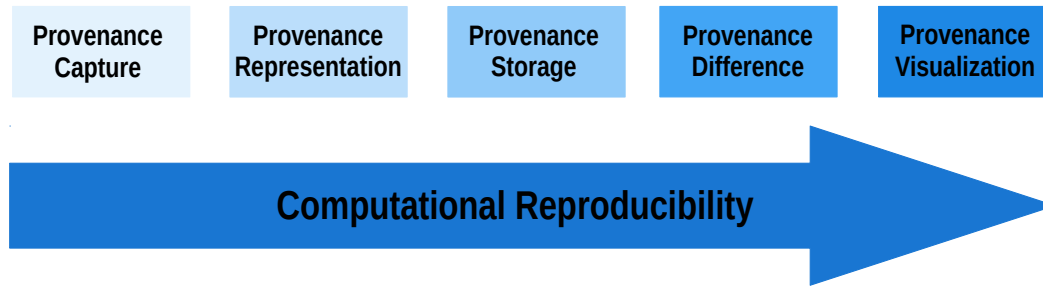 Provenance
Capture
Provenance
Representation
Provenance
Storage
Provenance
Difference
Provenance
Visualization
Computational Reproducibility